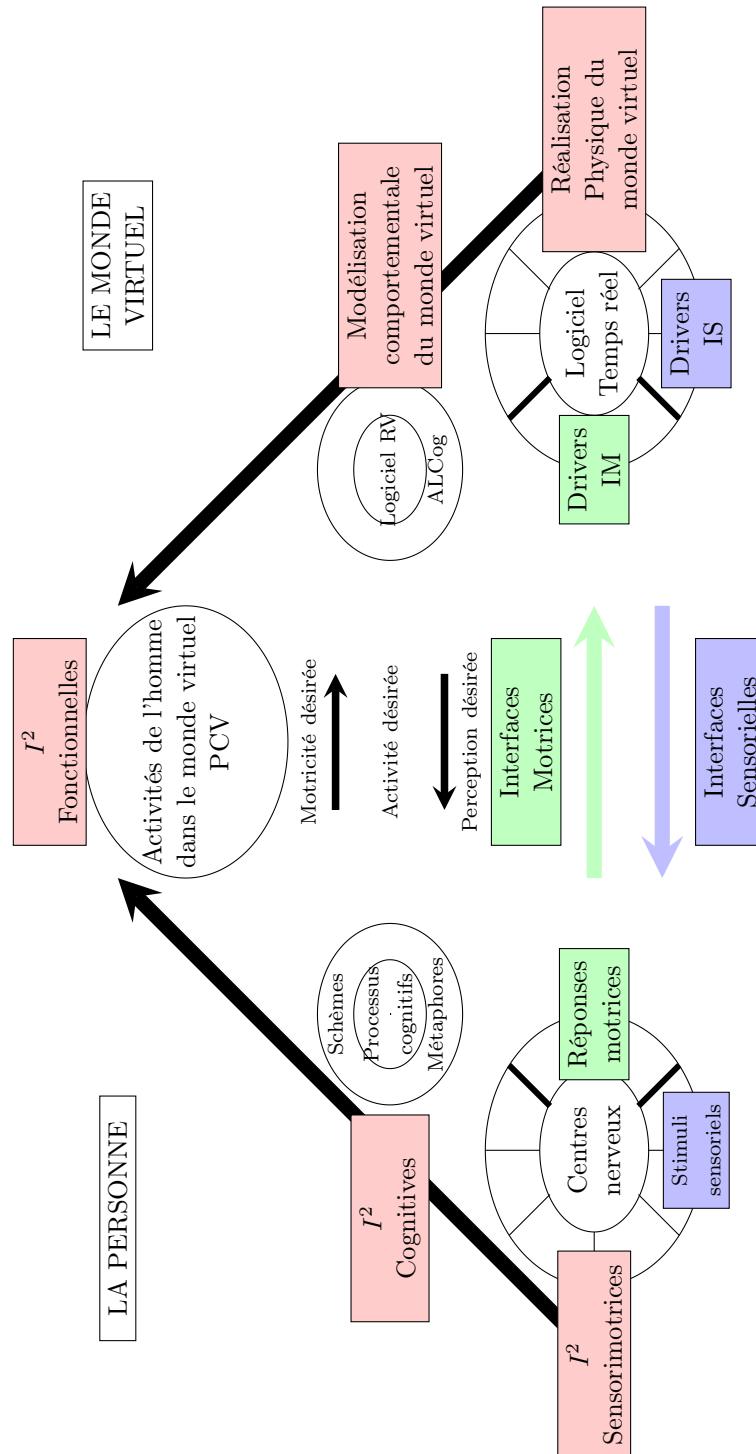 LA PERSONNE
LE MONDE
VIRTUEL
I²
Fonctionnelles
Activités de l'homme
dans le monde virtuel
PCV
I²
Cognitives
Schèmes
Processus
cognitifs
Métaphores
Motricité désirée
Activité désirée
Perception désirée
Logiciel RV
ALCog
Modélisation
comportementale
du monde virtuel
I²
Sensorimotrices
Centres
nerveux
Réponses
motrices
Stimuli
sensoriels
Interfaces
Motrices
Interfaces
Sensorielles
Drivers
IM
Logiciel
Temps réel
Drivers
IS
Réalisation
Physique du
monde virtuel